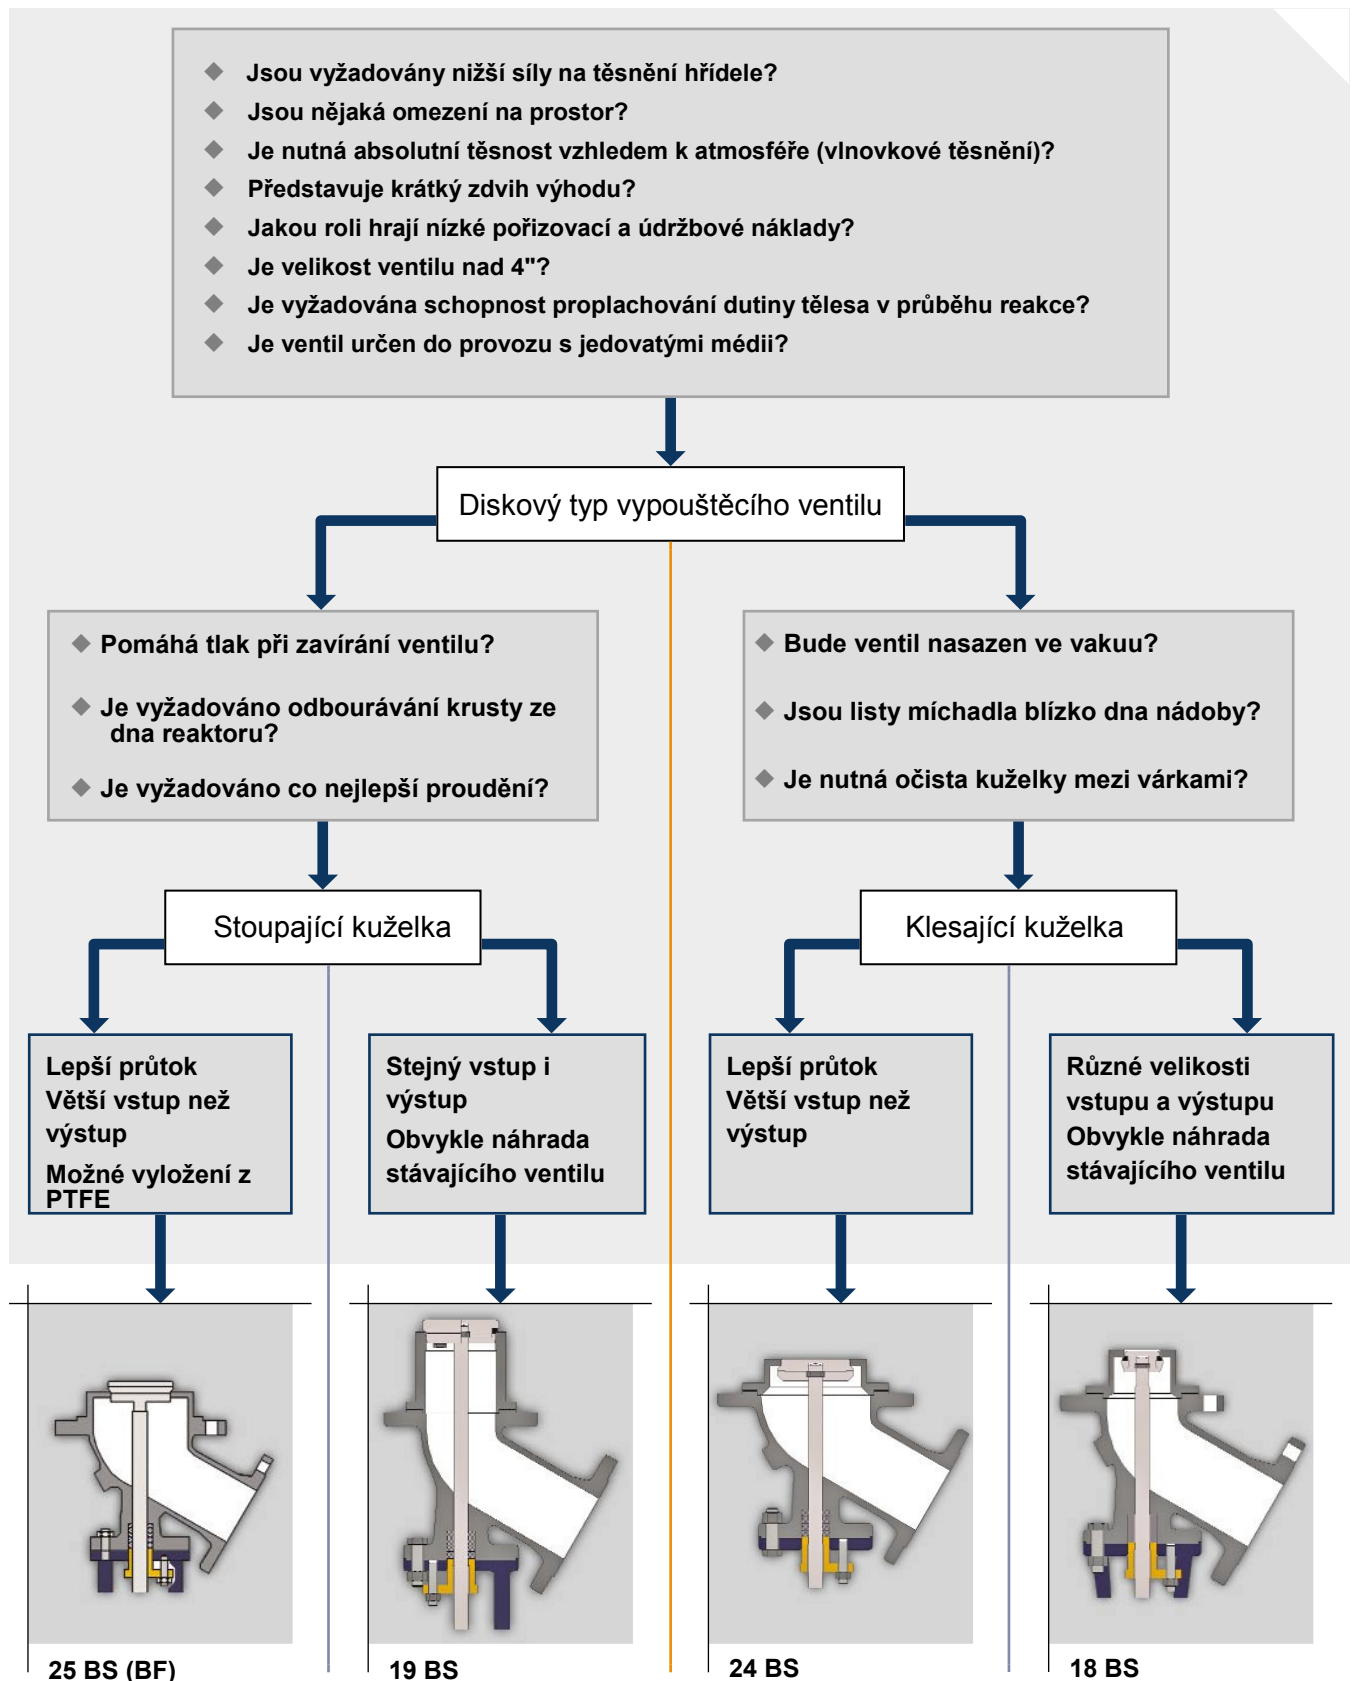 Jsou vyžadovány nižší síly na těsnění hřídele?
Jsou nějaká omezení na prostor?
Je nutná absolutní těsnost vzhledem k atmosféře (vlnovkové těsnění)?
Představuje krátký zdvih výhodu?
Jakou roli hrají nízké pořizovací a údržbové náklady?
Je velikost ventilu nad 4"?
Je vyžadována schopnost proplachování dutiny tělesa v průběhu reakce?
Je ventil určen do provozu s jedovatými médii?
Diskový typ vypouštěcího ventilu
Pomáhá tlak při zavírání ventilu?
Je vyžadováno odbourávání krusty ze
dna reaktoru?
Je vyžadováno co nejlepší proudění?
Bude ventil nasazen ve vakuu?
Jsou listy míchadla blízko dna nádoby?
Je nutná očista kuželky mezi várkami?
Stoupající kuželka
Klesající kuželka
Lepší průtok
Větší vstup než
výstup
Možné vyložení z
PTFE
Stejný vstup i
výstup
Obvykle náhrada
stávajícího ventilu
Lepší průtok
Větší vstup než
výstup
Různé velikosti
vstupu a výstupu
Obvykle náhrada
stávajícího ventilu
25 BS (BF)
19 BS
24 BS
18 BS